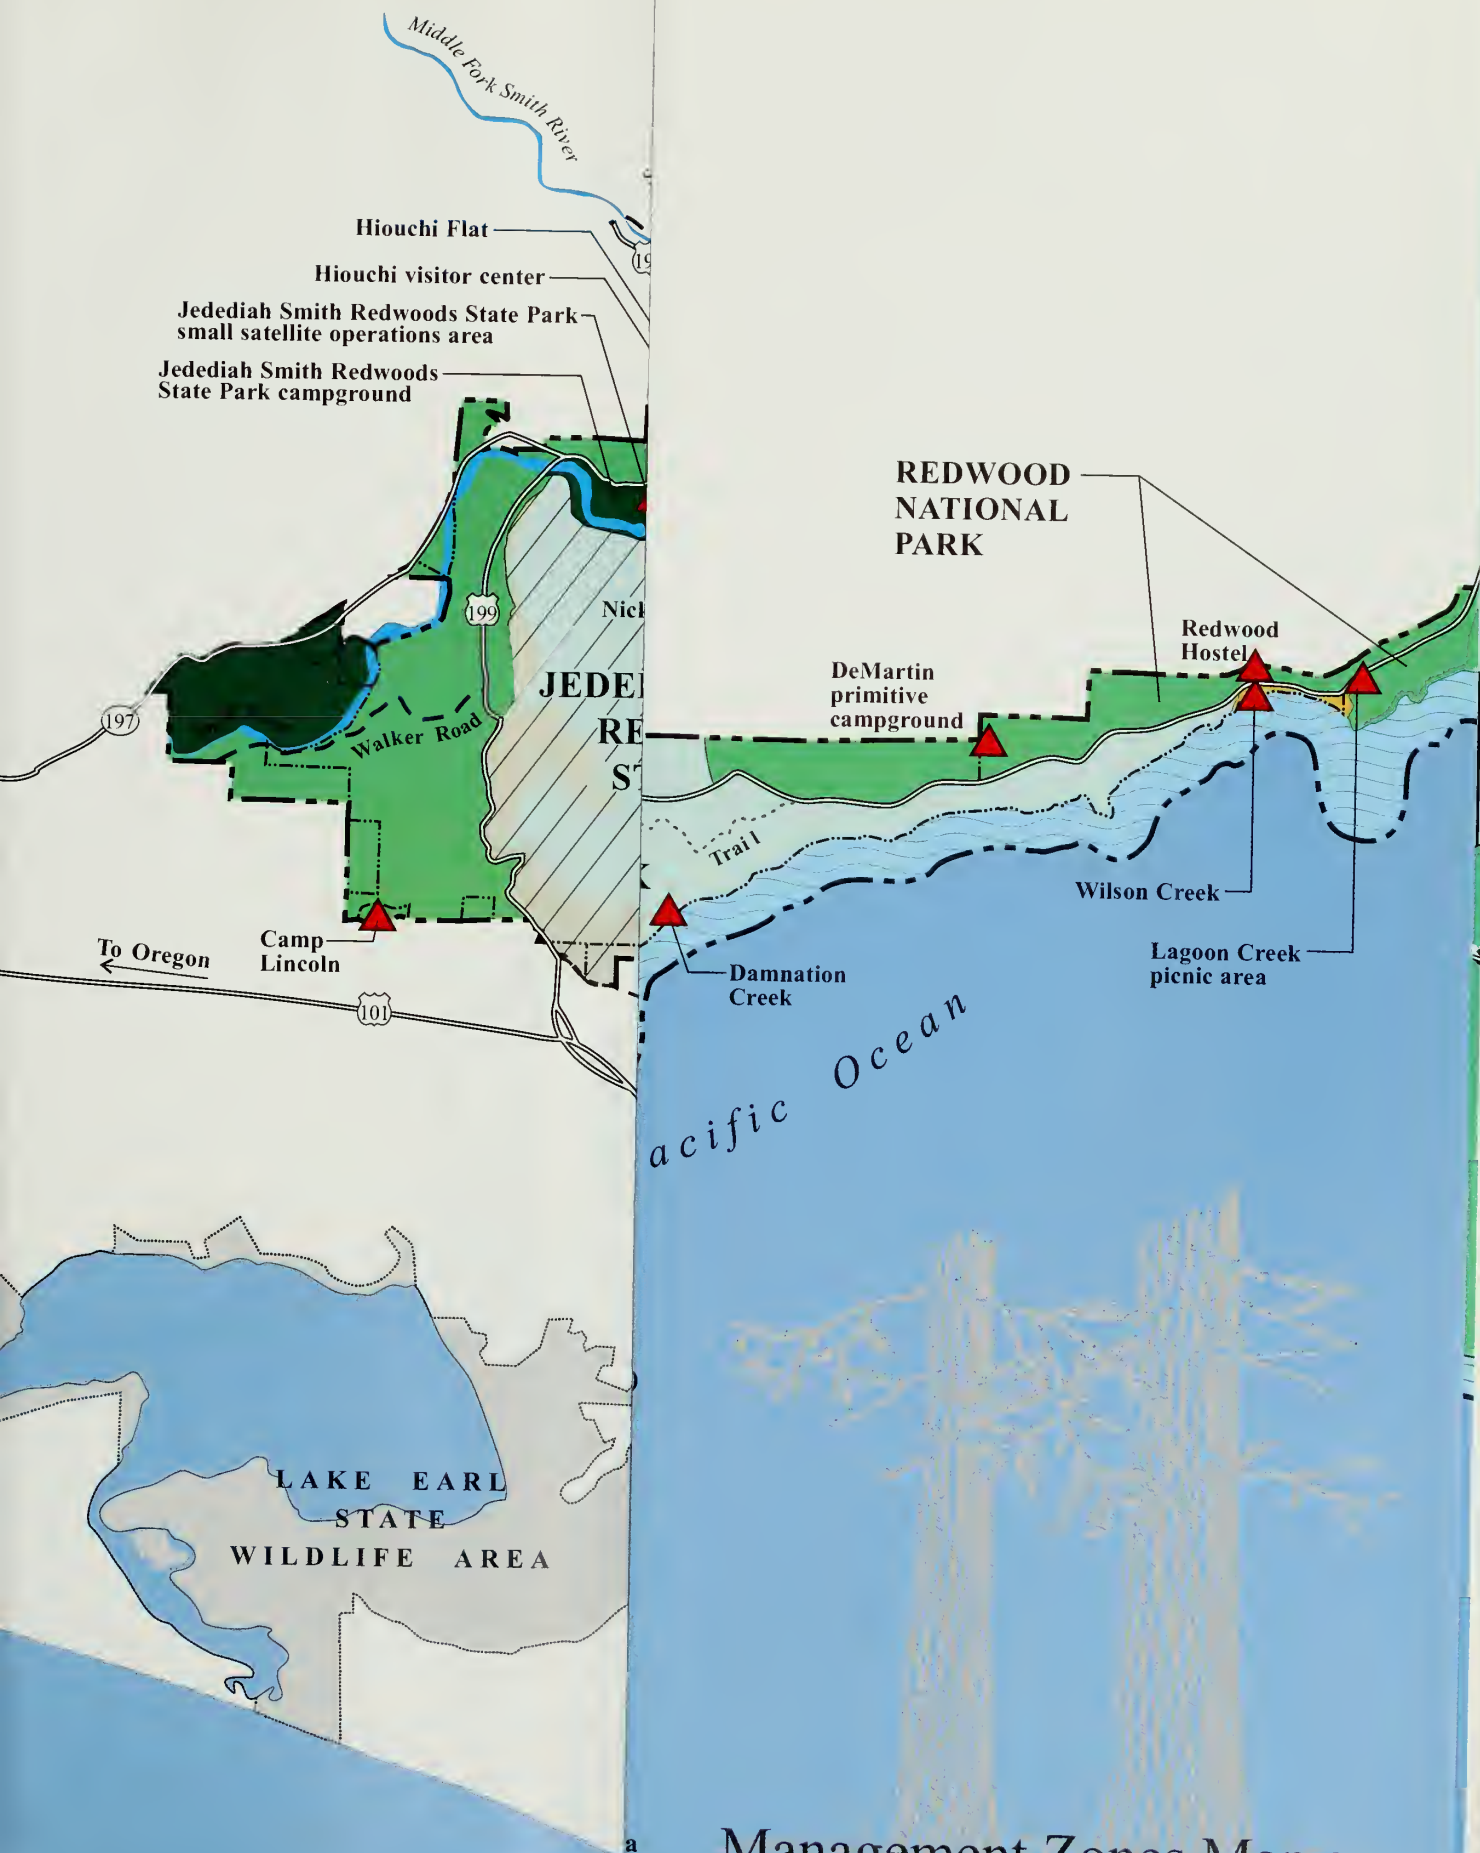 Middle Fork Smith River
Hiouchi Flat
Hiouchi visitor center
Jedediah Smith Redwoods State Park
small satellite operations area
Jedediah Smith Redwoods
State Park campground
199
197
Walker Road
Camp
Lincoln
To Oregon
101
LAKE EARL
STATE
WILDLIFE AREA
REDWOOD
NATIONAL
PARK
Redwood
Hostel
DeMartin
primitive
campground
Trail
Wilson Creek
Lagoon Creek
picnic area
Damnation
Creek
acific Ocean
Management Zones